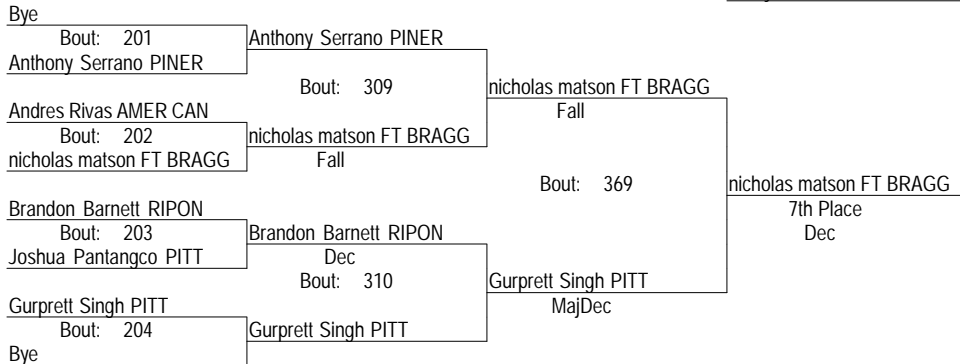 Bye
Bout: 201
Anthony Serrano PINER
Anthony Serrano PINER
Bout: 309
nicholas matson FT BRAGG
Fall
Andres Rivas AMER CAN
Bout: 202
nicholas matson FT BRAGG
nicholas matson FT BRAGG
Fall
Bout: 369
nicholas matson FT BRAGG
7th Place
Dec
Brandon Barnett RIPON
Bout: 203
Brandon Barnett RIPON
Joshua Pantangco PITT
Dec
Bout: 310
Gurprett Singh PITT
MajDec
Gurprett Singh PITT
Bout: 204
Gurprett Singh PITT
Bye